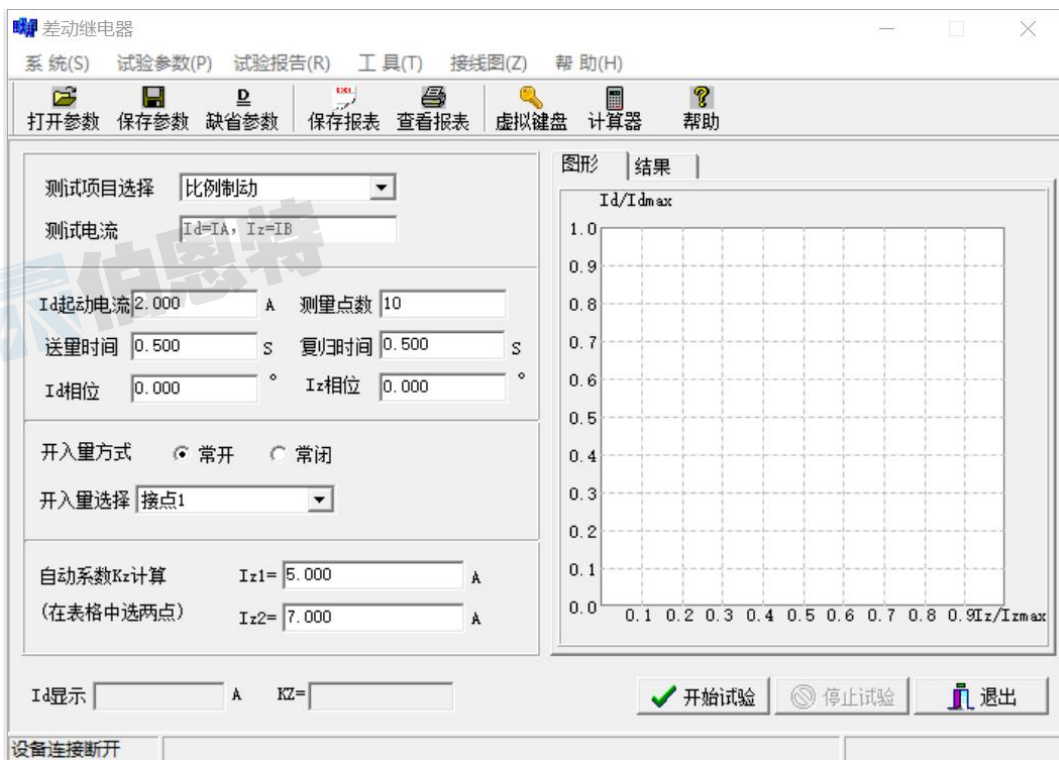 差动继电器
系 统(S) 试验参数(P) 试验报告(R) 工 具(T) 接线图(Z) 帮 助(H)
打开参数 保存参数 D 缺省参数 保存报表 查看报表 虚拟键盘 计算器 帮助
测试项目选择 比例制动
测试电流 Id=IA, Iz=IB
伯恩特
Id起动电流 2.000 A 测量点数 10
送量时间 0.500 S 复归时间 0.500 S
Id相位 0.000 ° Iz相位 0.000 °
开入量方式 常开 常闭
开入量选择 接点1
自动系数Kz计算 Iz1= 5.000 A
(在表格中选两点) Iz2= 7.000 A
Id显示 A KZ=
图形 结果
Id/Idmax
1.0
0.9
0.8
0.7
0.6
0.5
0.4
0.3
0.2
0.1
0.0
0.1 0.2 0.3 0.4 0.5 0.6 0.7 0.8 0.9Iz/Izmax
开始试验 停止试验 退出
设备连接断开